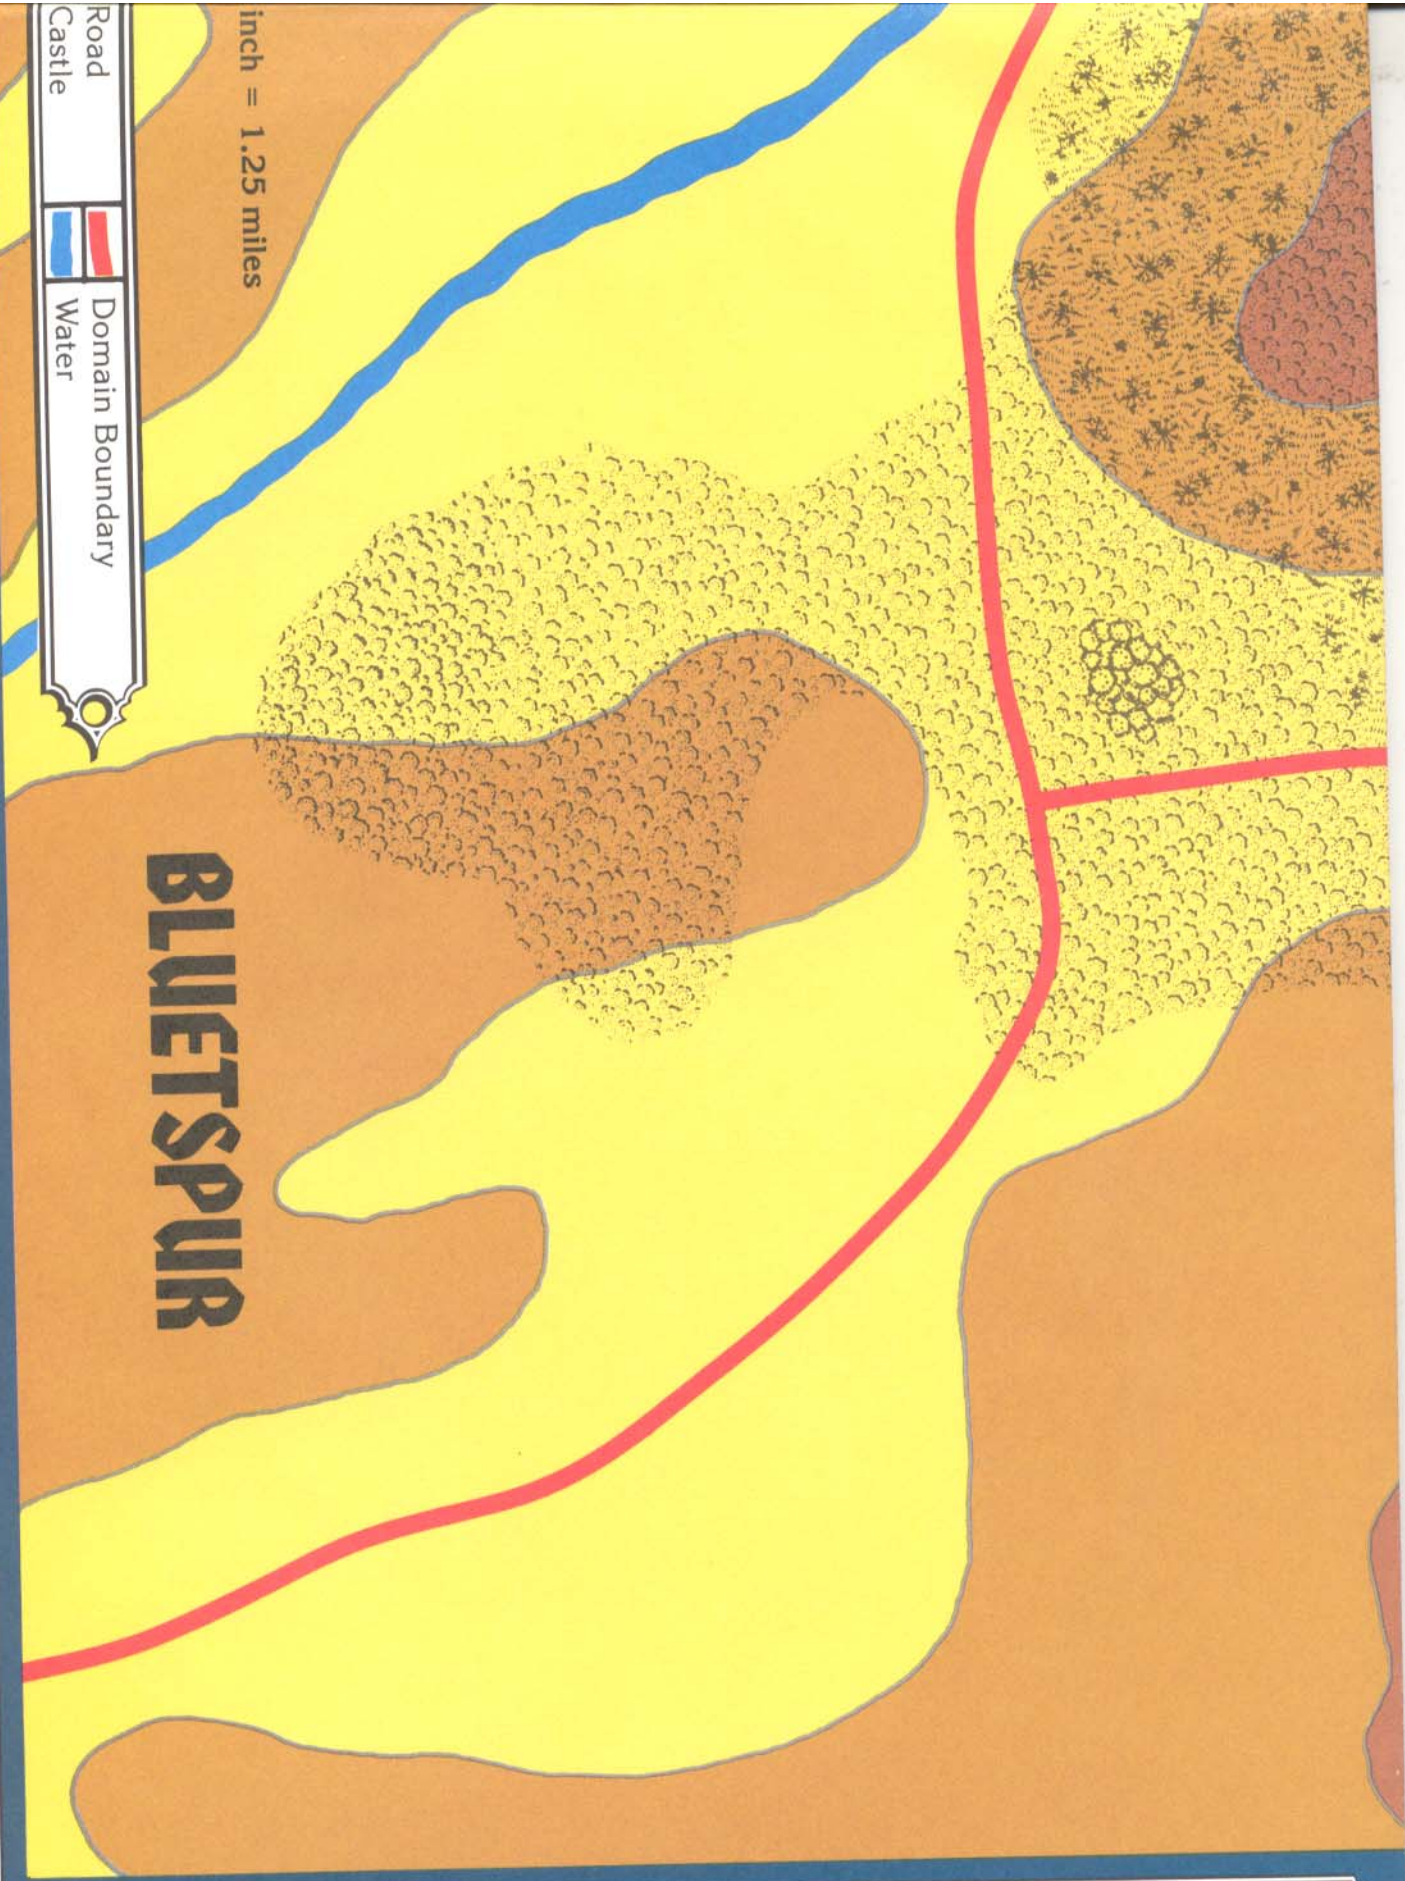 inch = 1.25 miles
Road
Castle
Domain Boundary
Water
BLUETSPUR